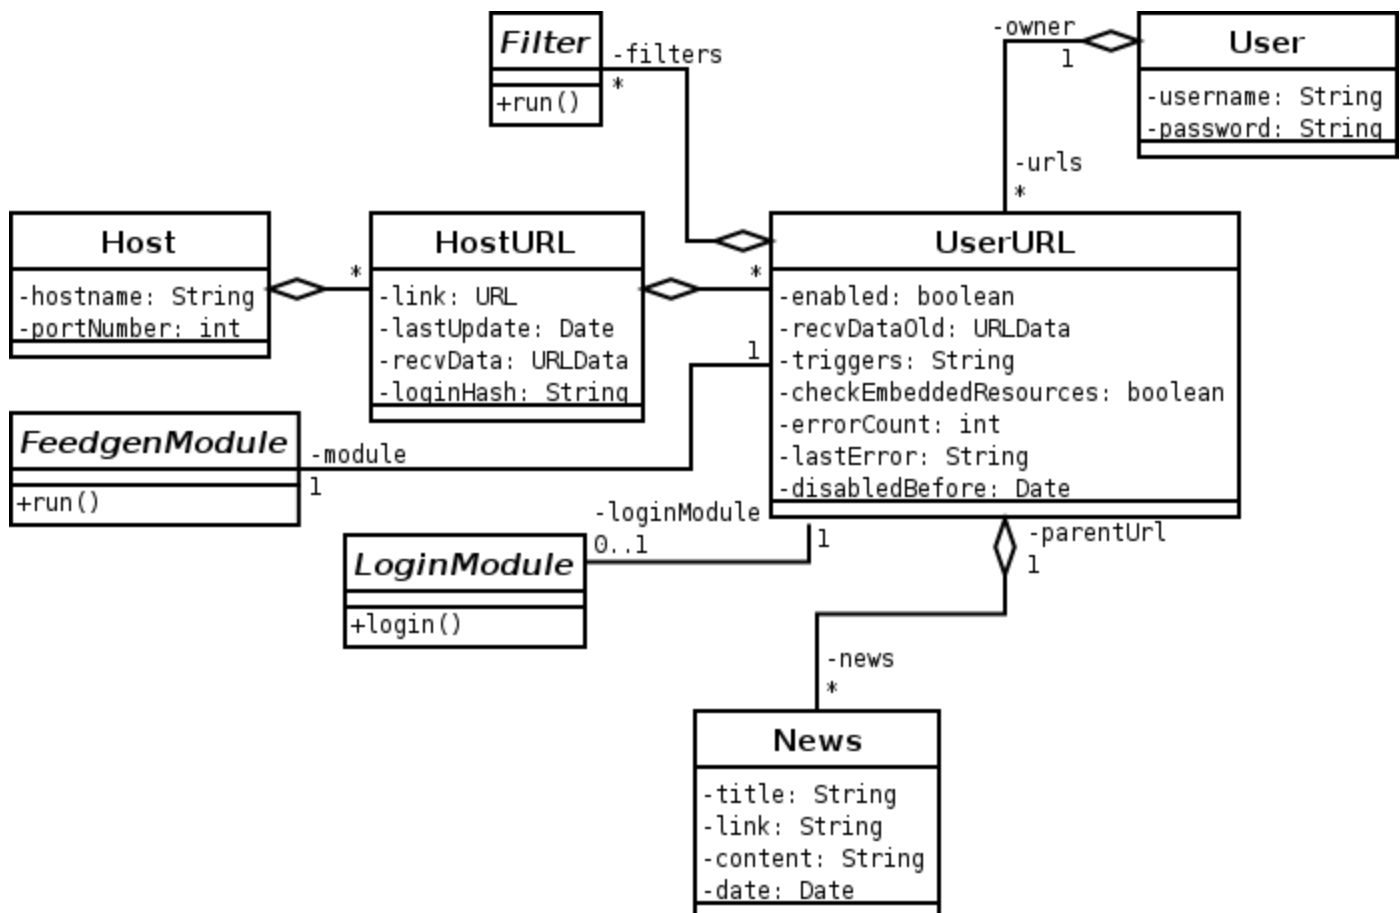 Filter
+run()
-filters
*
-owner
1
User
-username: String
-password: String
-urls
*
Host
-hostname: String
-portNumber: int
*
HostURL
-link: URL
-lastUpdate: Date
-recvData: URLData
-loginHash: String
*
1
UserURL
-enabled: boolean
-recvDataOld: URLData
-triggers: String
-checkEmbeddedResources: boolean
-errorCount: int
-lastError: String
-disabledBefore: Date
FeedgenModule
+run()
-module
1
-loginModule
0..1
1
LoginModule
+login()
-parentUrl
1
-news
*
News
-title: String
-link: String
-content: String
-date: Date